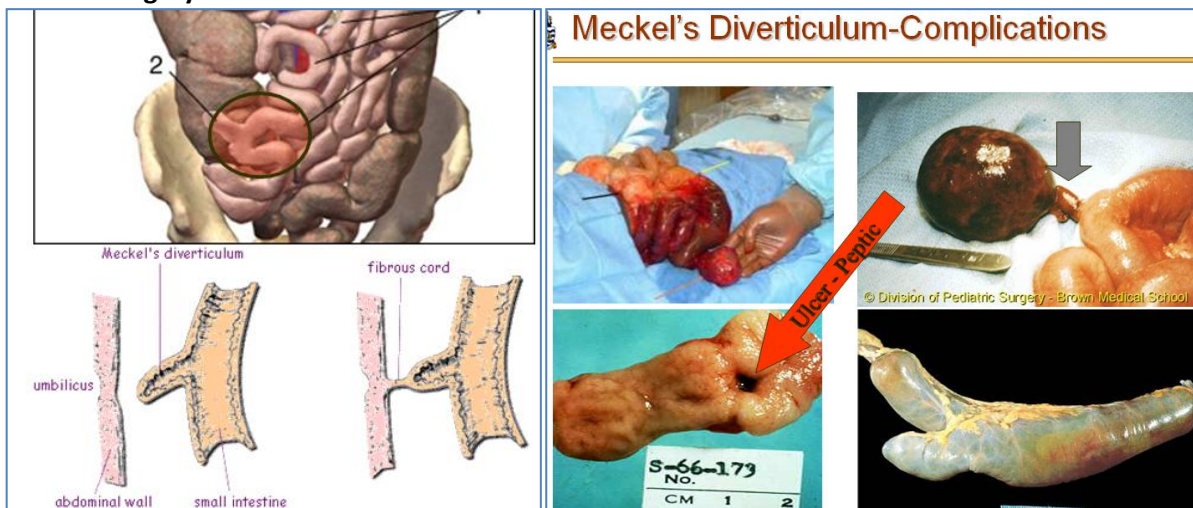 2
Meckel's diverticulum
fibrous cord
umbilicus
abdominal wall
small intestine
Meckel's Diverticulum-Complications
Ulcer - Peptic
© Division of Pediatric Surgery - Brown Medical School
S-66-179
No.
CM 1 2